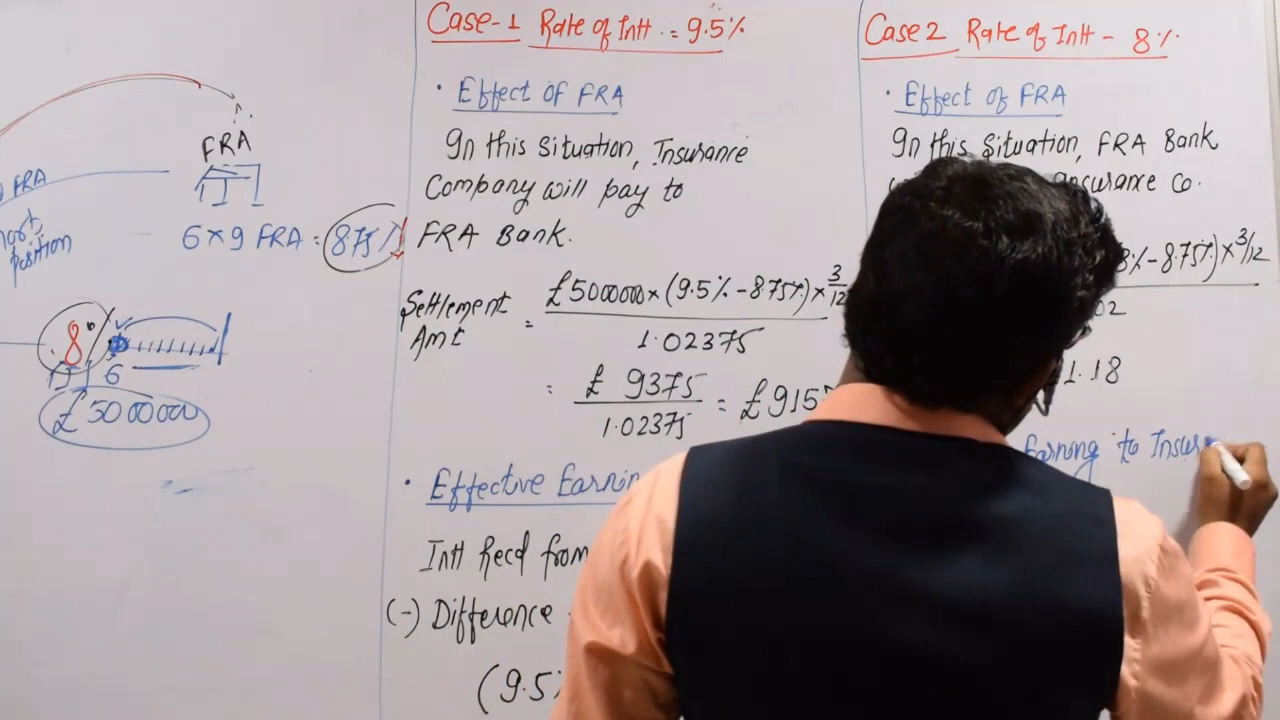 FRA
FRA
position
6 x 9 FRA = 8.75%
8%
6
£5000000
Case-1 Rate of Intt. = 9.5%
• Effect of FRA
In this situation, Insurance
Company will pay to
FRA Bank.
Settlement
Amt
= £5000000 x (9.5% - 8.75%) x 3/12
1.02375
= £ 9375
1.02375
= £915
• Effective Earnin
Intt Recd from
(-) Difference
(9.5%
Case 2 Rate of Intt - 8%
• Effect of FRA
In this situation, FRA Bank
Insurance Co.
8% - 8.75%) x 3/12
02
1.18
Earning to Insur